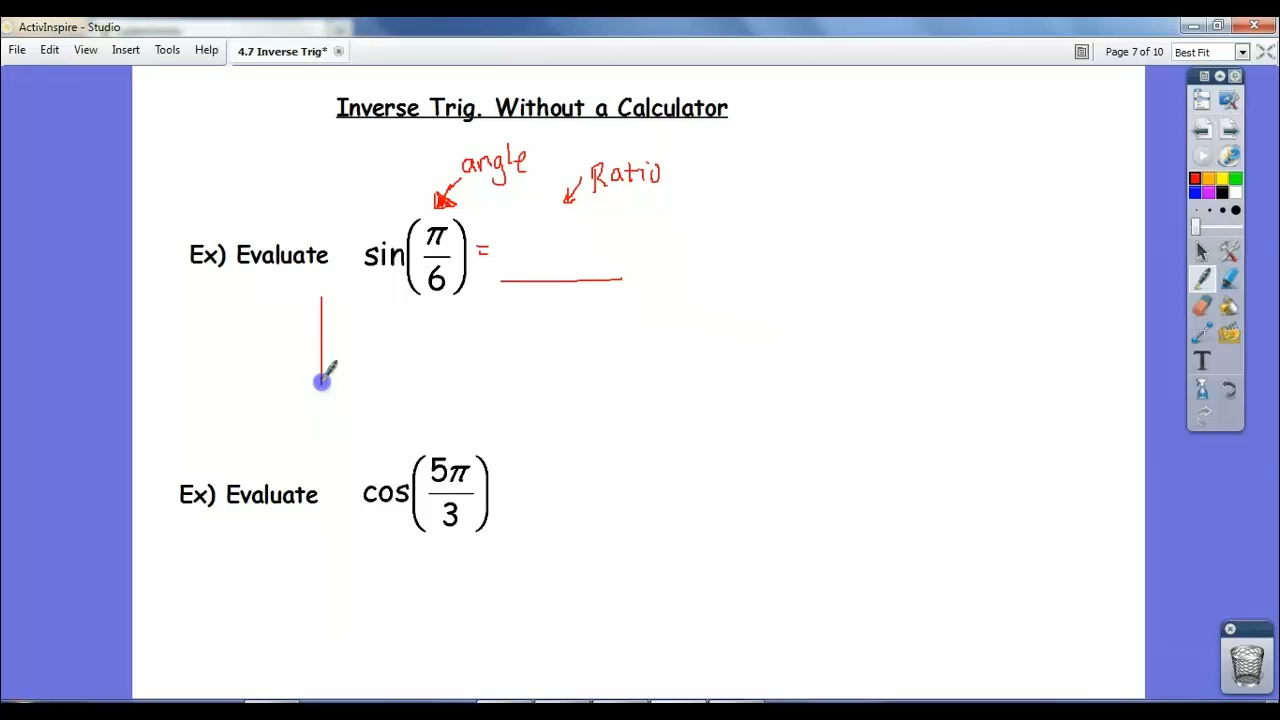 ActivInspire - Studio
File Edit View Insert Tools Help 4.7 Inverse Trig* Page 7 of 10 Best Fit
Inverse Trig. Without a Calculator
angle Ratio
Ex) Evaluate sin(π/6) =
Ex) Evaluate cos(5π/3)
T